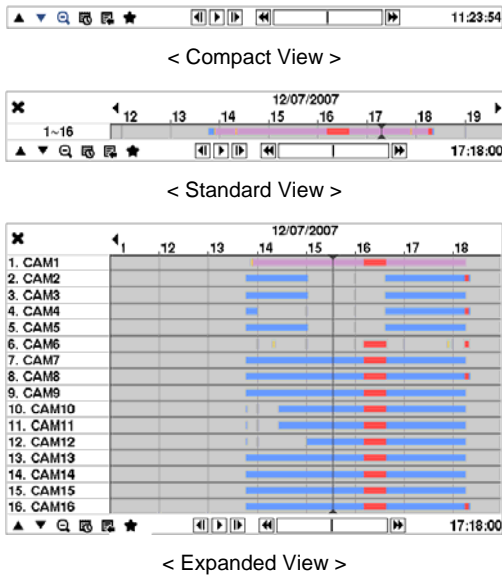 11:23:54
< Compact View >
12/07/2007
12 13 14 15 16 17 18 19
1~16
17:18:00
< Standard View >
12/07/2007
1 12 13 14 15 16 17 18
1. CAM1
2. CAM2
3. CAM3
4. CAM4
5. CAM5
6. CAM6
7. CAM7
8. CAM8
9. CAM9
10. CAM10
11. CAM11
12. CAM12
13. CAM13
14. CAM14
15. CAM15
16. CAM16
17:18:00
< Expanded View >